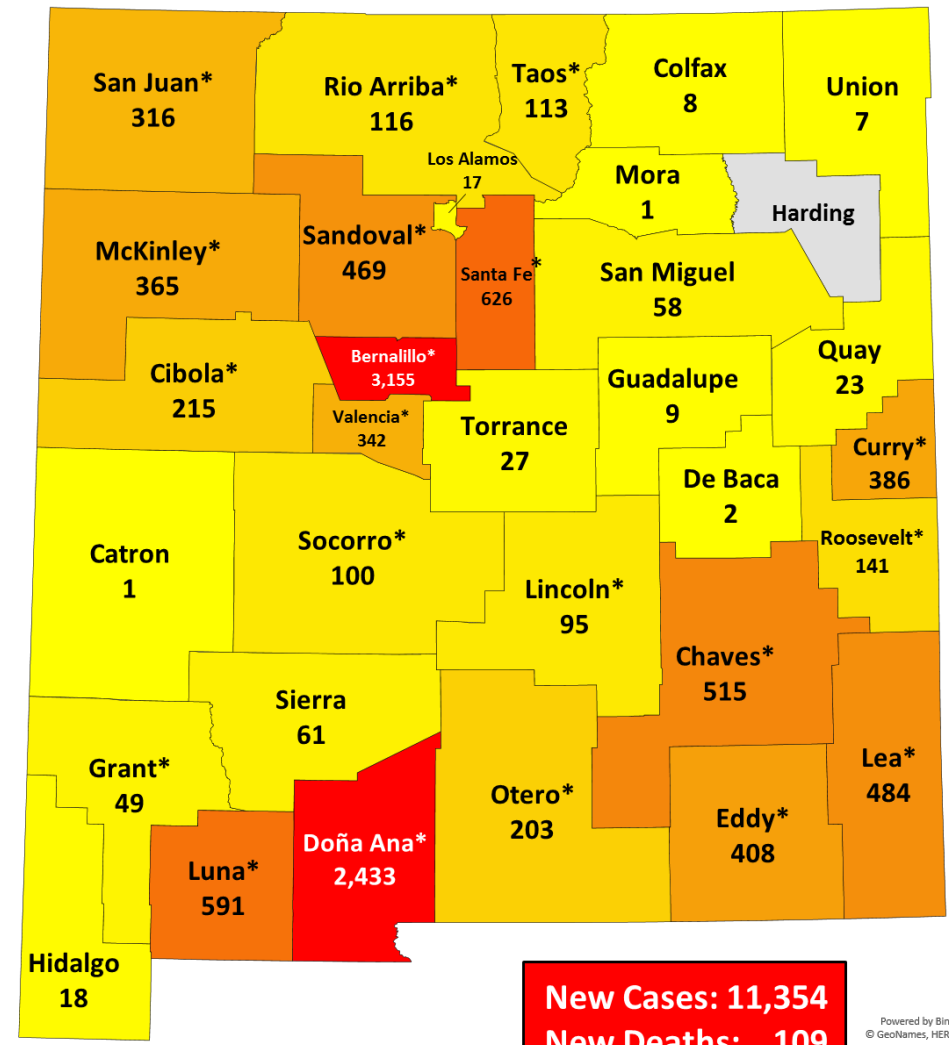 San Juan*
316
Rio Arriba*
116
Taos*
113
Colfax
8
Union
7
Los Alamos
17
Mora
1
Harding
McKinley*
365
Sandoval*
469
Santa Fe*
626
San Miguel
58
Bernalillo*
3,155
Cibola*
215
Valencia*
342
Torrance
27
Guadalupe
9
Quay
23
Curry*
386
De Baca
2
Roosevelt*
141
Catron
1
Socorro*
100
Lincoln*
95
Chaves*
515
Sierra
61
Grant*
49
Luna*
591
Doña Ana*
2,433
Otero*
203
Eddy*
408
Lea*
484
Hidalgo
18
New Cases: 11,354
New Deaths: 109
Powered by Bin
© GeoNames, HER